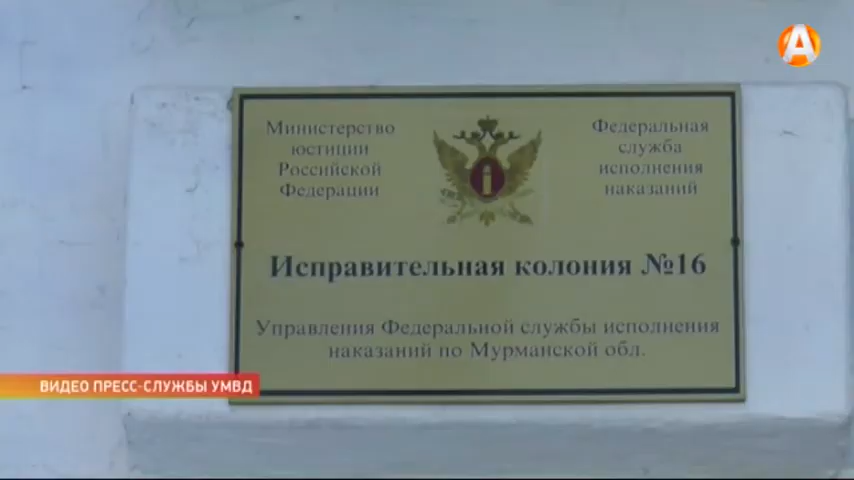 А
Министерство
юстиции
Российской
Федерации
Федеральная
служба
исполнения
наказаний
Исправительная колония №16
Управления Федеральной службы исполнения
наказаний по Мурманской обл.
ВИДЕО ПРЕСС-СЛУЖБЫ УМВД